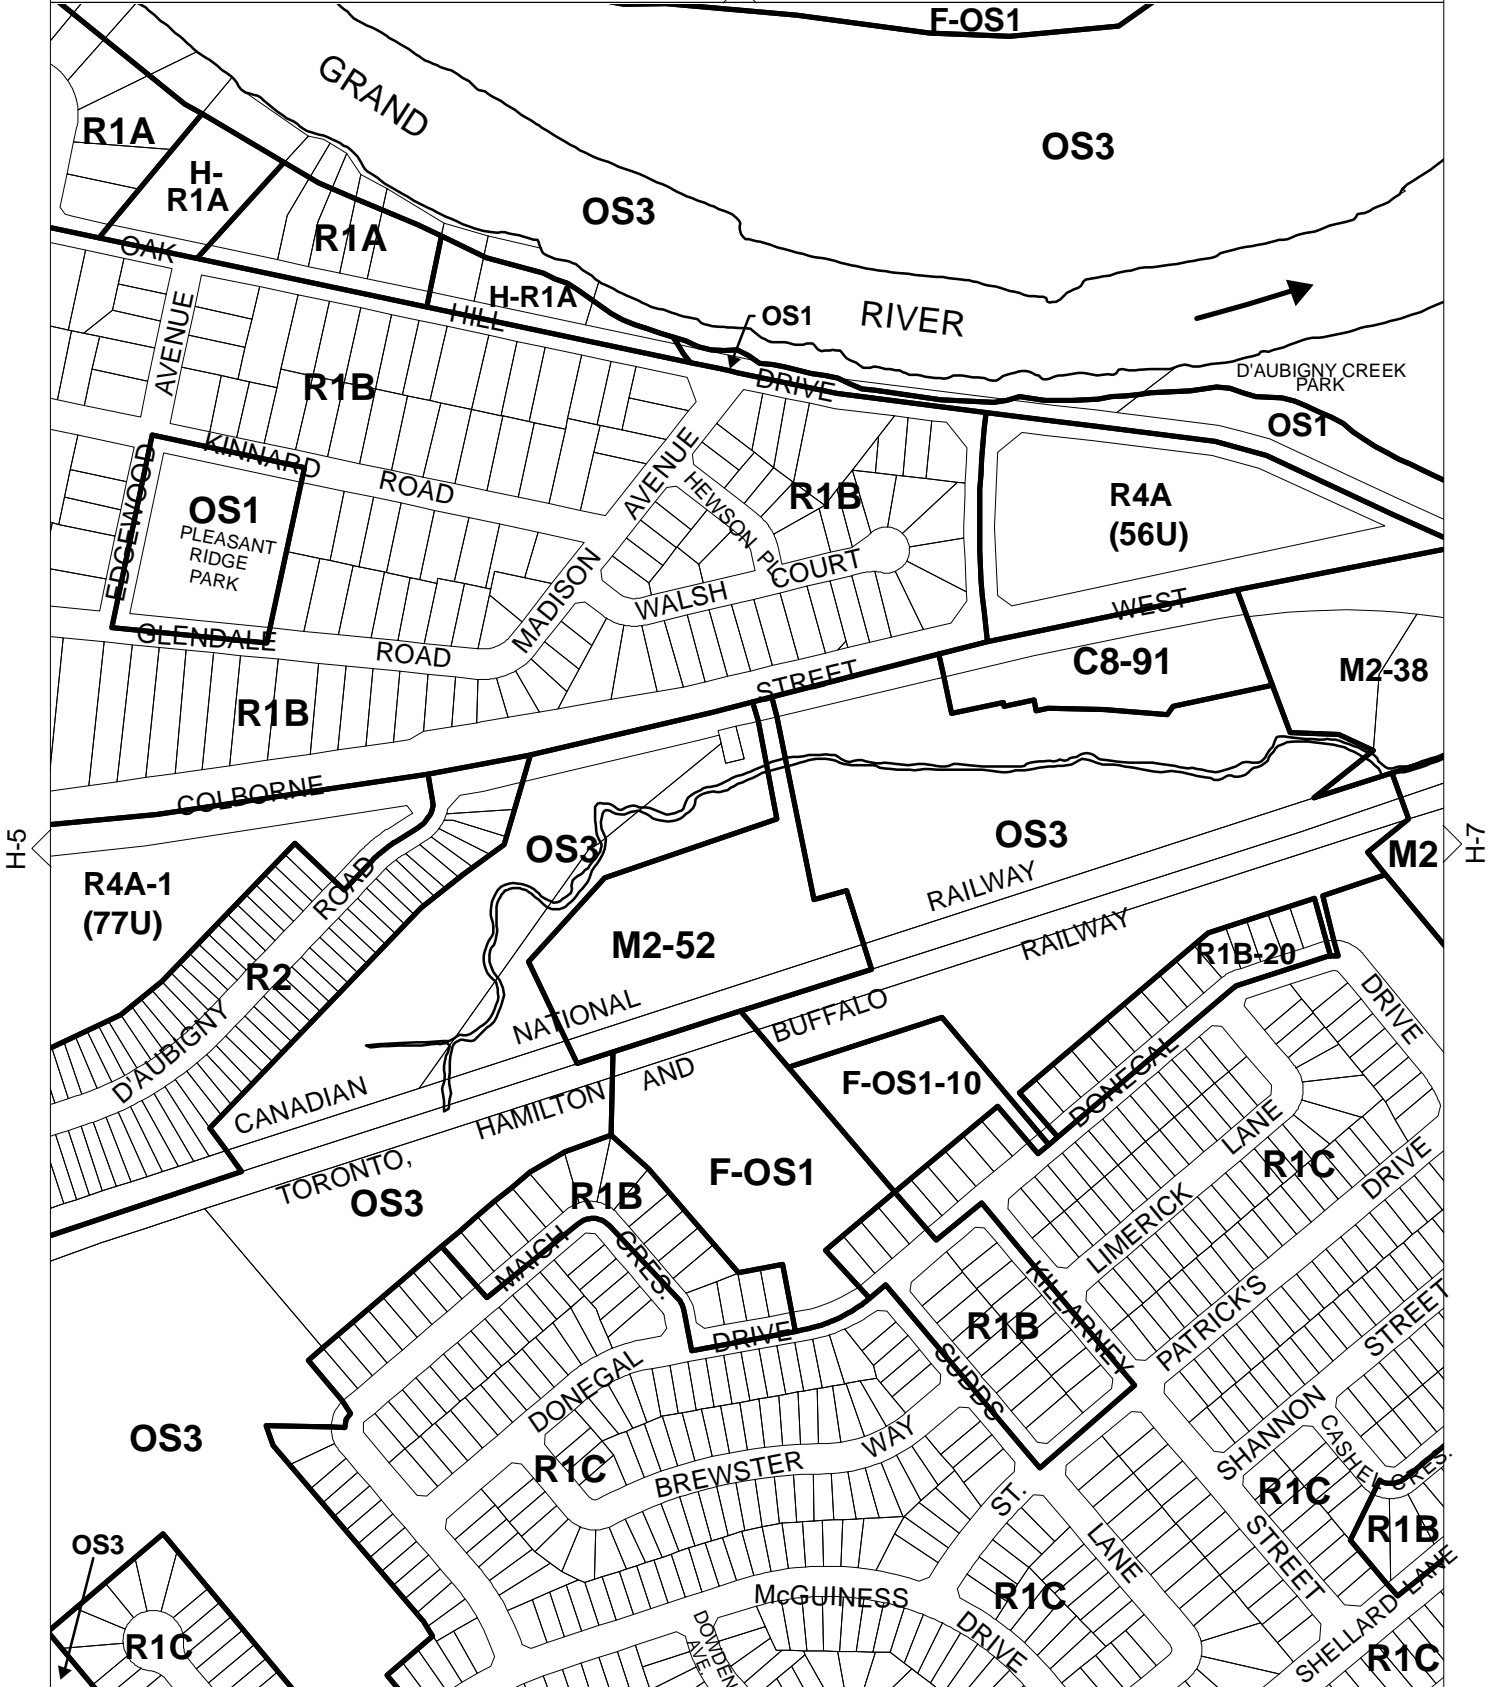 F-OS1
GRAND
R1A
OS3
H-
R1A
OS3
R1A
OAK
H-R1A
HILL
OS1
RIVER
AVENUE
D'AUBIGNY CREEK
PARK
R1B
DRIVE
OS1
KINNARD
ROAD
AVENUE
EDGEWOOD
OS1
PLEASANT
RIDGE
PARK
HEWSON PL.
R1B
R4A
(56U)
MADISON
WALSH
COURT
WEST
GLENDALE
ROAD
STREET
C8-91
M2-38
R1B
COLBORNE
OS3
OS3
H-5
H-7
M2
R4A-1
(77U)
ROAD
RAILWAY
M2-52
RAILWAY
R1B-20
R2
DRIVE
NATIONAL
BUFFALO
D'AUBIGNY
CANADIAN
HAMILTON
AND
F-OS1-10
DONEGAL
LANE
TORONTO,
OS3
R1B
F-OS1
R1C
DRIVE
LIMERICK
MAICH
CRES.
KILLARNEY
R1B
PATRICK'S
STREET
DRIVE
DONEGAL
SUDDS
OS3
R1C
BREWSTER
WAY
SHANNON
CASHEL CRES.
R1C
ST.
R1B
OS3
LANE
STREET
R1C
McGUINESS
R1C
DRIVE
DOWDEN
AVE.
SHELLARD LANE
R1C